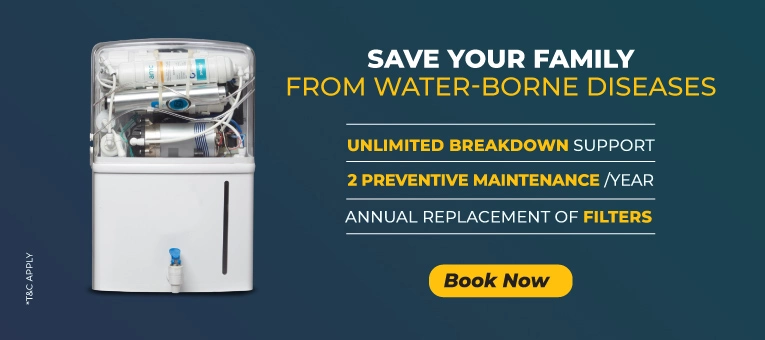 SAVE YOUR FAMILY
FROM WATER-BORNE DISEASES
UNLIMITED BREAKDOWN SUPPORT
2 PREVENTIVE MAINTENANCE /YEAR
ANNUAL REPLACEMENT OF FILTERS
Book Now
*T&C APPLY